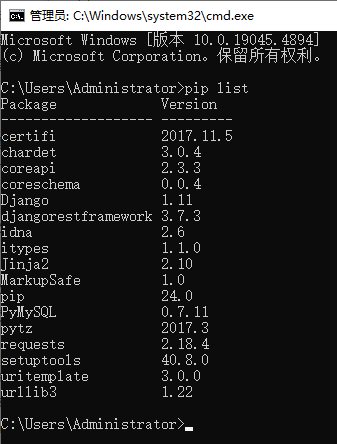 管理员: C:\Windows\system32\cmd.exe
Microsoft Windows [版本 10.0.19045.4894]
(c) Microsoft Corporation。保留所有权利。
C:\Users\Administrator>pip list
Package Version
------------------- ---------
certifi 2017.11.5
chardet 3.0.4
coreapi 2.3.3
coreschema 0.0.4
Django 1.11
djangorestframework 3.7.3
idna 2.6
itypes 1.1.0
Jinja2 2.10
MarkupSafe 1.0
pip 24.0
PyMySQL 0.7.11
pytz 2017.3
requests 2.18.4
setuptools 40.8.0
uritemplate 3.0.0
urllib3 1.22
C:\Users\Administrator>